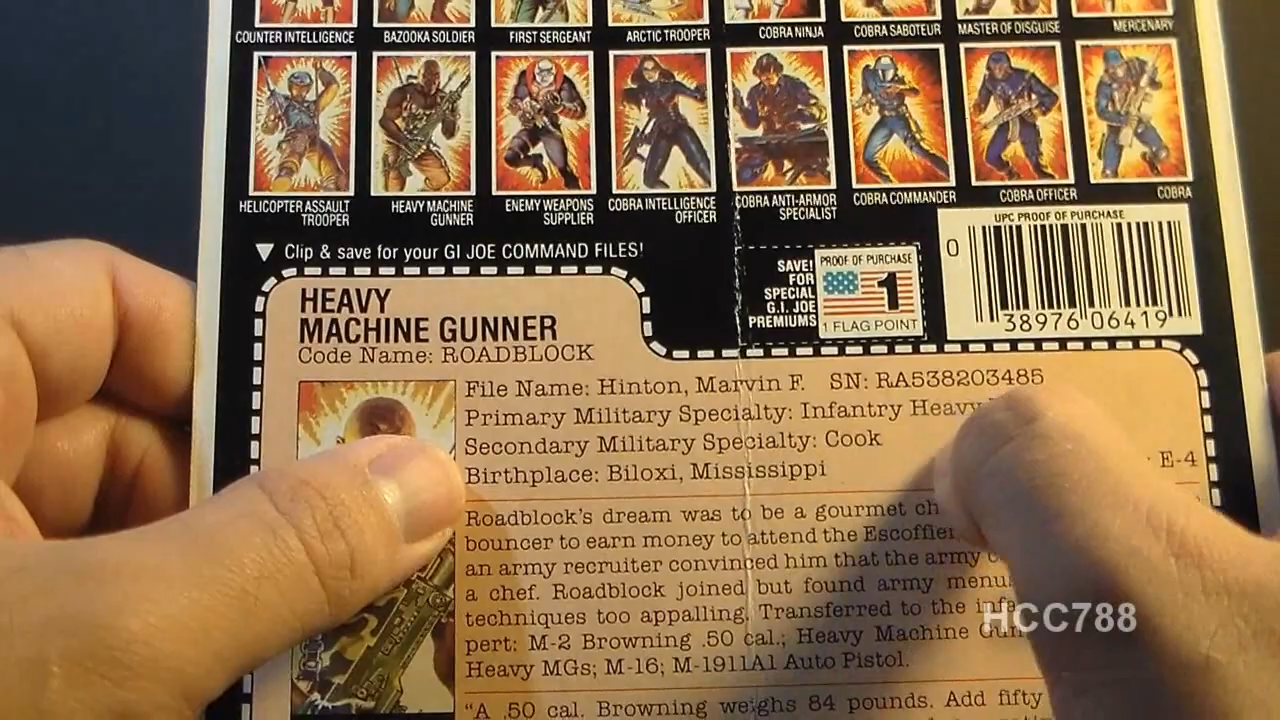 COUNTER INTELLIGENCE BAZOOKA SOLDIER FIRST SERGEANT ARCTIC TROOPER COBRA NINJA COBRA SABOTEUR MASTER OF DISGUISE MERCENARY
HELICOPTER ASSAULT TROOPER
HEAVY MACHINE GUNNER
ENEMY WEAPONS SUPPLIER
COBRA INTELLIGENCE OFFICER
COBRA ANTI-ARMOR SPECIALIST
COBRA COMMANDER
COBRA OFFICER
COBRA
▼ Clip & save for your GI JOE COMMAND FILES!
SAVE!
FOR
SPECIAL
G.I. JOE
PREMIUMS
PROOF OF PURCHASE
1
1 FLAG POINT
UPC PROOF OF PURCHASE
0
38976 06419
HEAVY
MACHINE GUNNER
Code Name: ROADBLOCK
File Name: Hinton, Marvin F. SN: RA538203485
Primary Military Specialty: Infantry Heavy
Secondary Military Specialty: Cook
Birthplace: Biloxi, Mississippi
E-4
Roadblock's dream was to be a gourmet
bouncer to earn money to attend the Escoffier
an army recruiter convinced him that the army
a chef. Roadblock joined but found army menus
techniques too appalling. Transferred to the
pert: M-2 Browning .50 cal.; Heavy Machine
Heavy MGs; M-16; M-1911A1 Auto Pistol.
"A .50 cal. Browning weighs 84 pounds. Add fifty
HCC788